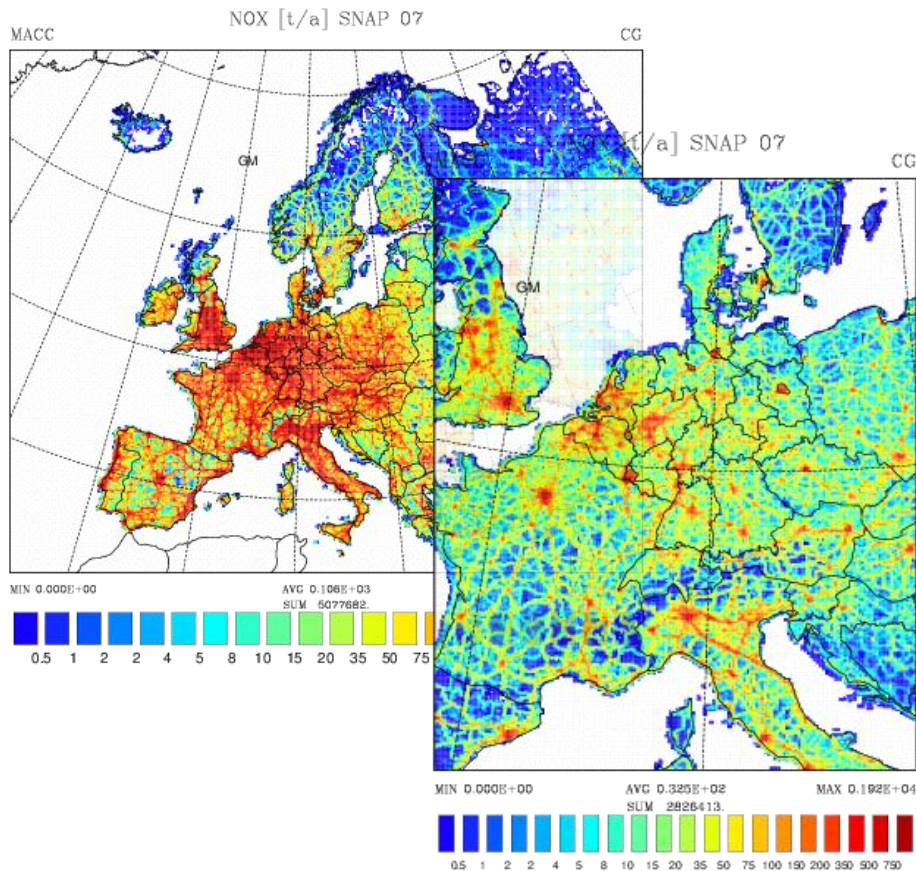 NOX [t/a] SNAP 07
MACC CG
GM
MIN 0.000E+00 AVG 0.106E+03
SUM 5077682.
0.5 1 2 2 4 5 8 10 15 20 35 50 75
[t/a] SNAP 07
MACC CG
GM
MIN 0.000E+00 AVG 0.325E+02 MAX 0.192E+04
SUM 2826413.
0.5 1 2 2 4 5 8 10 15 20 35 50 75 100 150 200 350 500 750